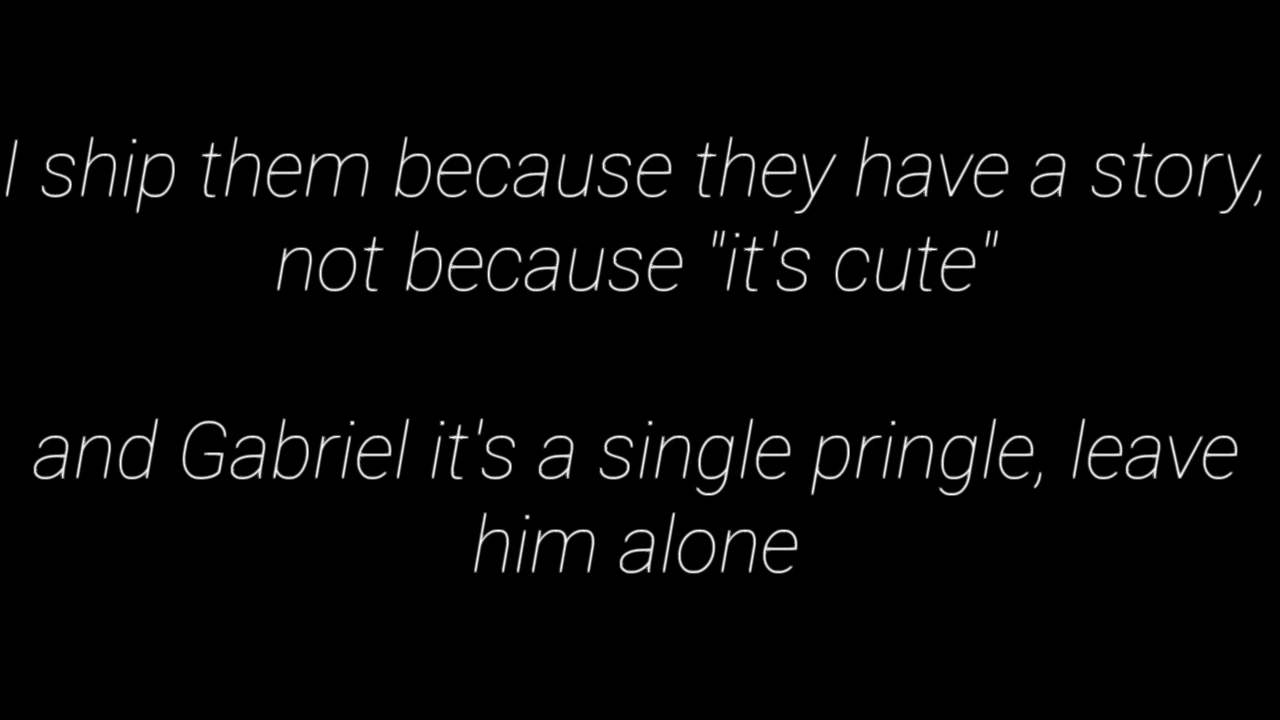 I ship them because they have a story,
not because "it's cute"
and Gabriel it's a single pringle, leave
him alone